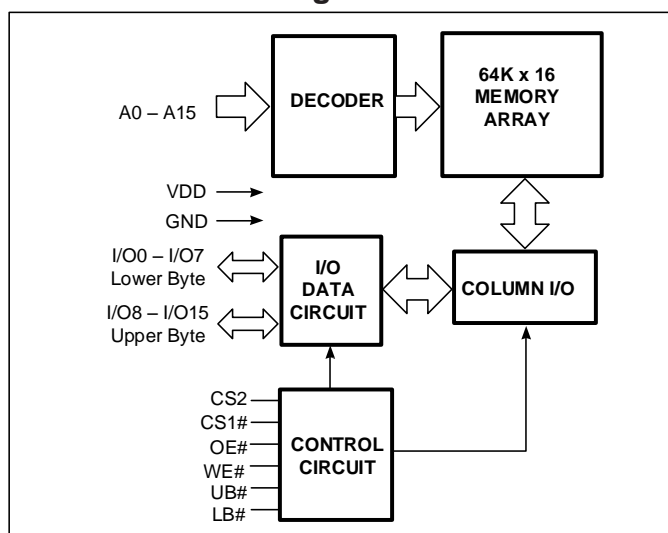 A0 – A15
DECODER
64K x 16
MEMORY
ARRAY
VDD
GND
I/O0 – I/O7
Lower Byte
I/O8 – I/O15
Upper Byte
I/O
DATA
CIRCUIT
COLUMN I/O
CS2
CS1#
OE#
WE#
UB#
LB#
CONTROL
CIRCUIT